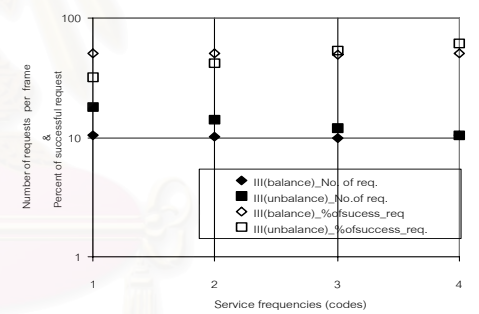 100
10
1
Number of requests per frame
&
Percent of successful request
III(balance)_No. of req.
III(unbalance)_No.of req.
III(balance)_%ofsucess_req
III(unbalance)_%ofsuccess_req.
1 2 3 4
Service frequencies (codes)